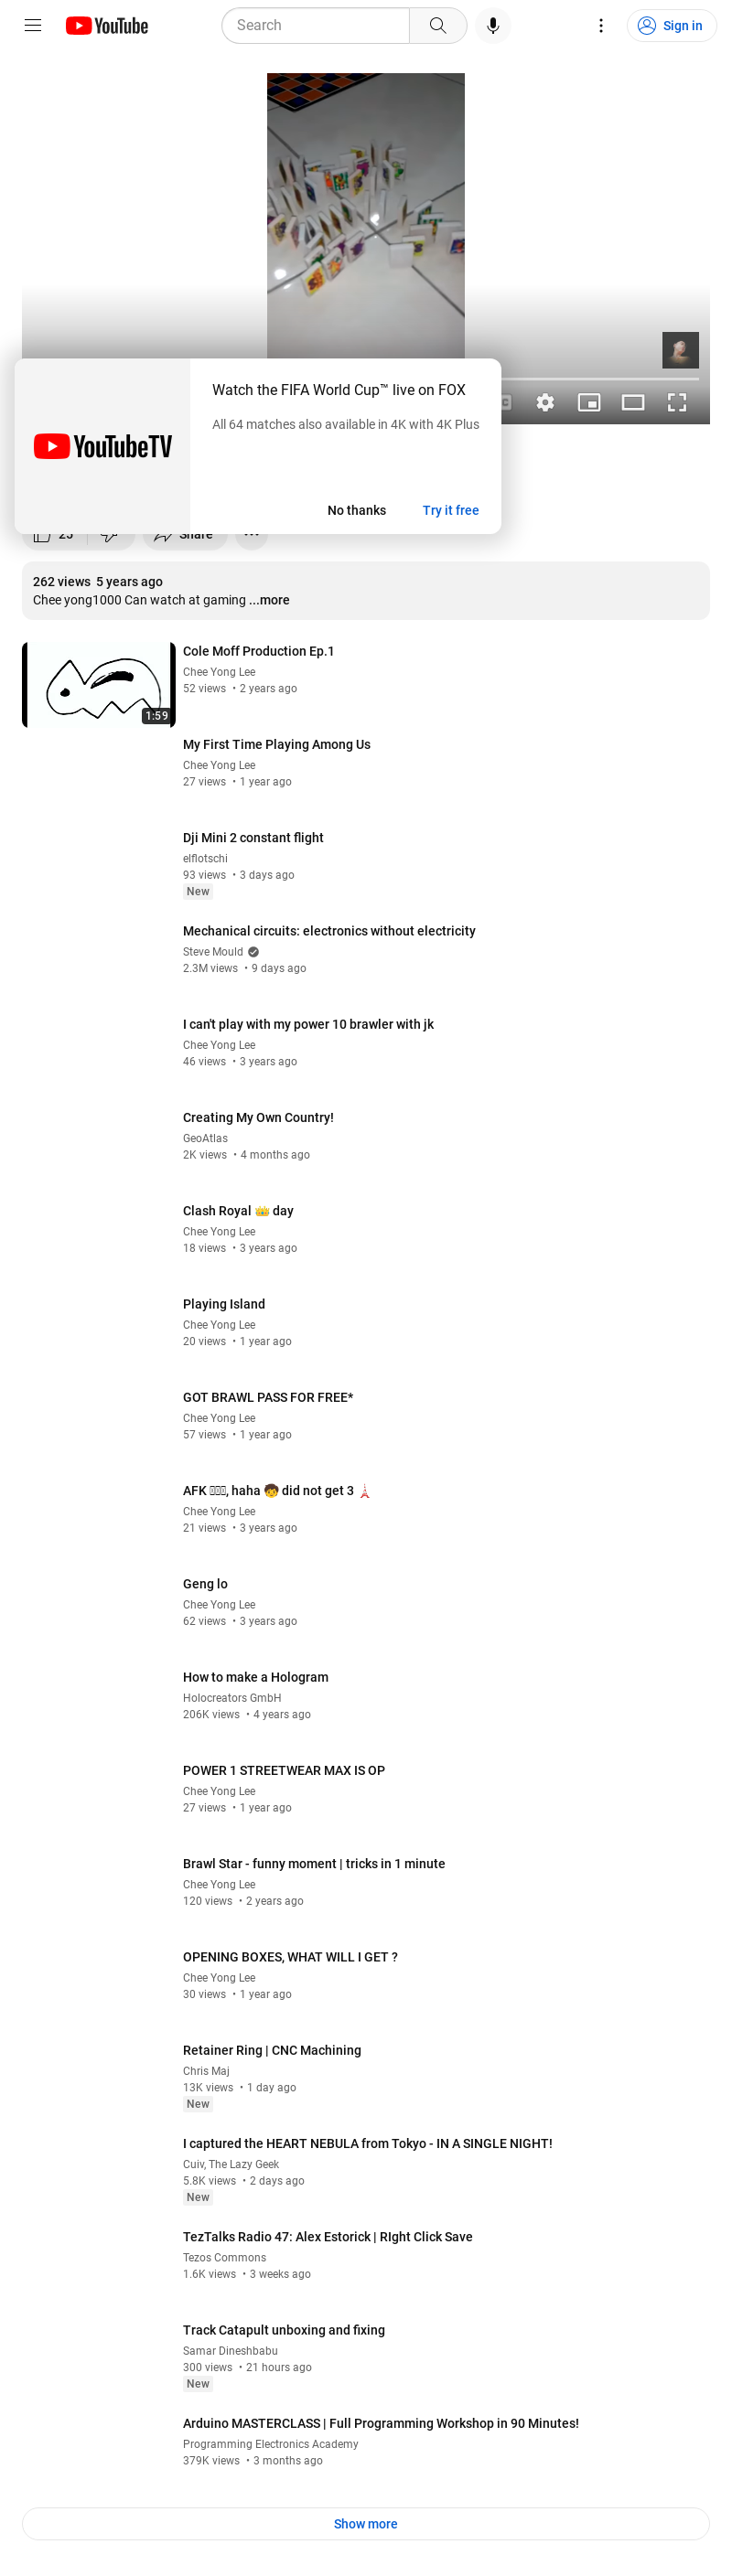 YouTube
Search
Sign in
Watch the FIFA World Cup™ live on FOX
YouTubeTV
All 64 matches also available in 4K with 4K Plus
No thanks
Try it free
25
Share
262 views 5 years ago
Chee yong1000 Can watch at gaming ...more
Cole Moff Production Ep.1
Chee Yong Lee
52 views • 2 years ago
1:59
My First Time Playing Among Us
Chee Yong Lee
27 views • 1 year ago
Dji Mini 2 constant flight
elflotschi
93 views • 3 days ago
New
Mechanical circuits: electronics without electricity
Steve Mould
2.3M views • 9 days ago
I can't play with my power 10 brawler with jk
Chee Yong Lee
46 views • 3 years ago
Creating My Own Country!
GeoAtlas
2K views • 4 months ago
Clash Royal 👑 day
Chee Yong Lee
18 views • 3 years ago
Playing Island
Chee Yong Lee
20 views • 1 year ago
GOT BRAWL PASS FOR FREE*
Chee Yong Lee
57 views • 1 year ago
AFK , haha 🧒 did not get 3 🗼
Chee Yong Lee
21 views • 3 years ago
Geng lo
Chee Yong Lee
62 views • 3 years ago
How to make a Hologram
Holocreators GmbH
206K views • 4 years ago
POWER 1 STREETWEAR MAX IS OP
Chee Yong Lee
27 views • 1 year ago
Brawl Star - funny moment | tricks in 1 minute
Chee Yong Lee
120 views • 2 years ago
OPENING BOXES, WHAT WILL I GET ?
Chee Yong Lee
30 views • 1 year ago
Retainer Ring | CNC Machining
Chris Maj
13K views • 1 day ago
New
I captured the HEART NEBULA from Tokyo - IN A SINGLE NIGHT!
Cuiv, The Lazy Geek
5.8K views • 2 days ago
New
TezTalks Radio 47: Alex Estorick | RIght Click Save
Tezos Commons
1.6K views • 3 weeks ago
Track Catapult unboxing and fixing
Samar Dineshbabu
300 views • 21 hours ago
New
Arduino MASTERCLASS | Full Programming Workshop in 90 Minutes!
Programming Electronics Academy
379K views • 3 months ago
Show more